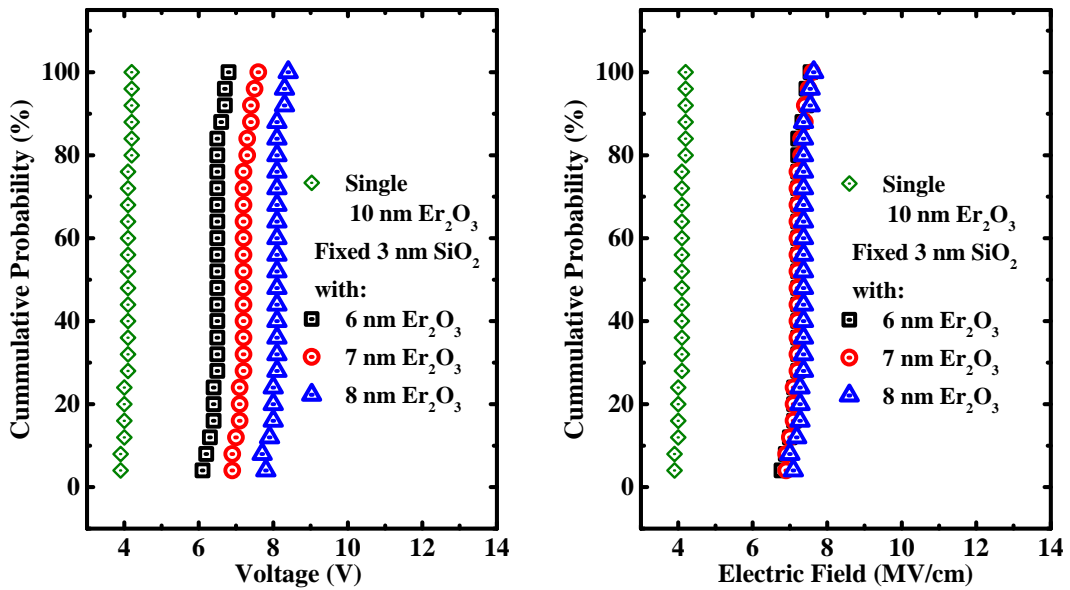 100
80
60
40
20
0
Cummulative Probability (%)
Single
10 nm Er₂O₃
Fixed 3 nm SiO₂
with:
6 nm Er₂O₃
7 nm Er₂O₃
8 nm Er₂O₃
4 6 8 10 12 14
Voltage (V)
100
80
60
40
20
0
Cummulative Probability (%)
Single
10 nm Er₂O₃
Fixed 3 nm SiO₂
with:
6 nm Er₂O₃
7 nm Er₂O₃
8 nm Er₂O₃
4 6 8 10 12 14
Electric Field (MV/cm)